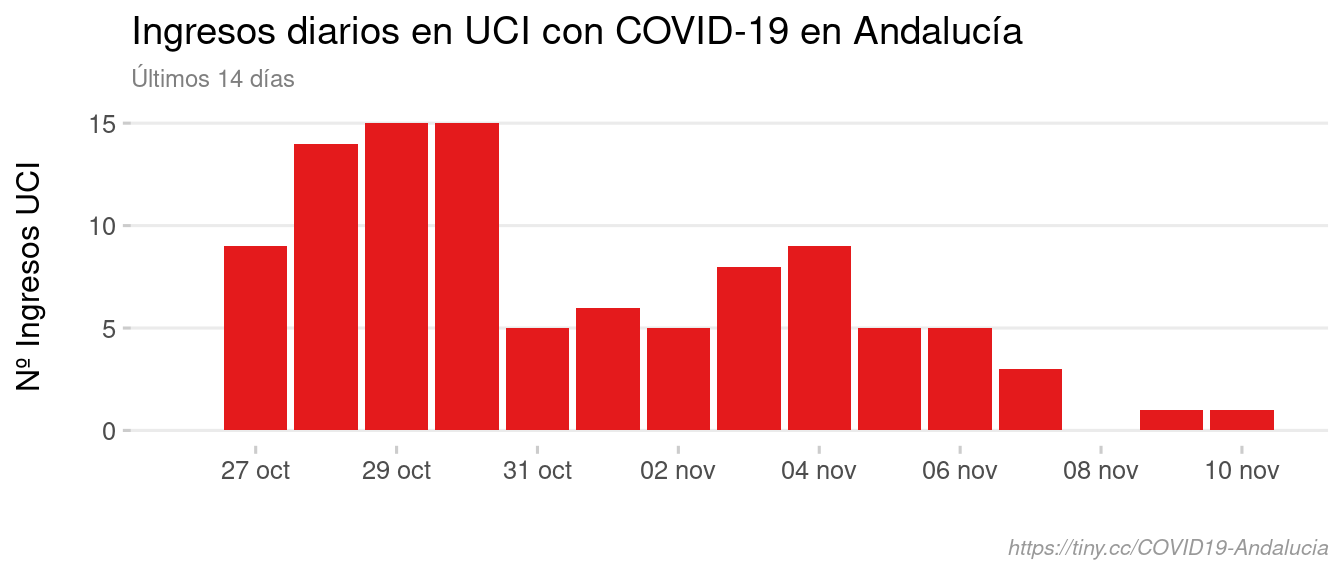 Ingresos diarios en UCI con COVID-19 en Andalucía
Últimos 14 días
Nº Ingresos UCI
15
10
5
0
27 oct 29 oct 31 oct 02 nov 04 nov 06 nov 08 nov 10 nov
https://tiny.cc/COVID19-Andalucia